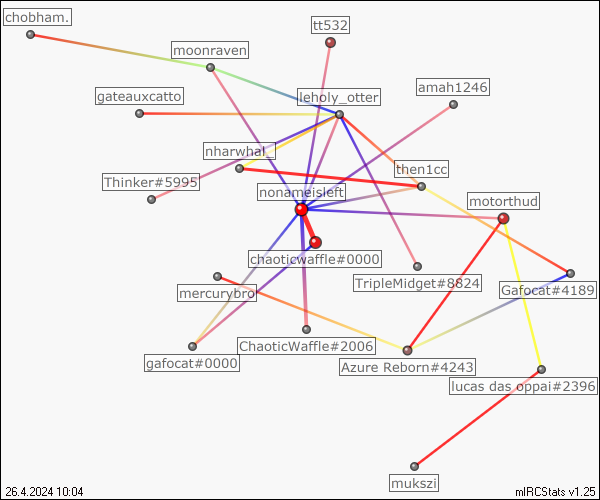 chobham.
tt532
moonraven
gateauxcatto
leholy_otter
amah1246
nharwhal_
then1cc
Thinker#5995
nonameisleft
motorthud
chaoticwaffle#0000
TripleMidget#8824
mercurybro
Gafocat#4189
ChaoticWaffle#2006
gafocat#0000
Azure Reborn#4243
lucas das oppai#2396
mukszi
26.4.2024 10:04
mIRCStats v1.25